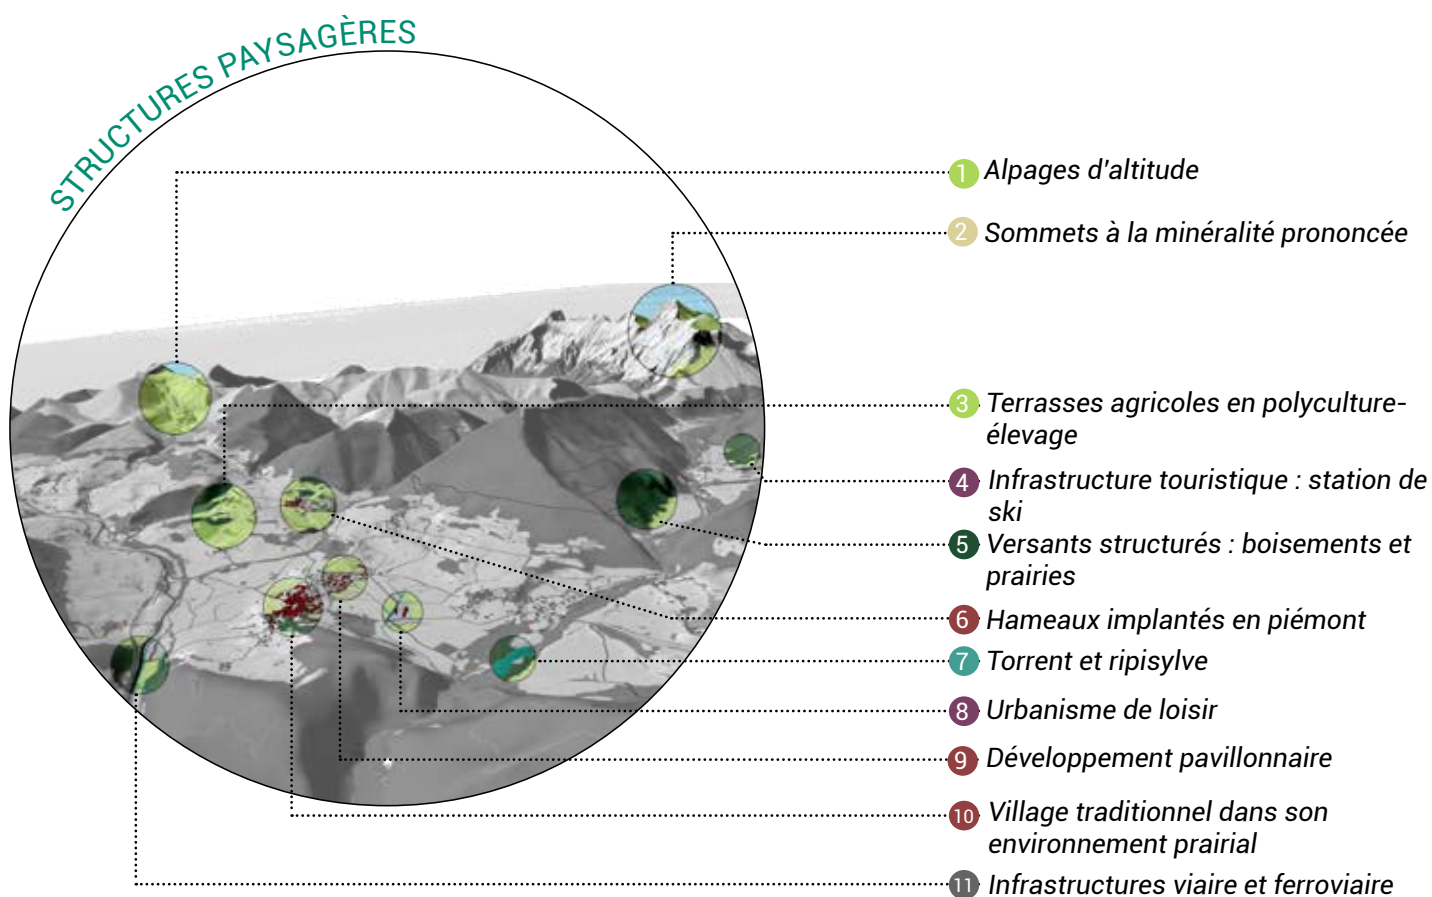 STRUCTURES PAYSAGÈRES
1 Alpages d'altitude
2 Sommets à la minéralité prononcée
3 Terrasses agricoles en polyculture-
élevage
4 Infrastructure touristique : station de
ski
5 Versants structurés : boisements et
prairies
6 Hameaux implantés en piémont
7 Torrent et ripisylve
8 Urbanisme de loisir
9 Développement pavillonnaire
10 Village traditionnel dans son
environnement prairial
11 Infrastructures viaire et ferroviaire